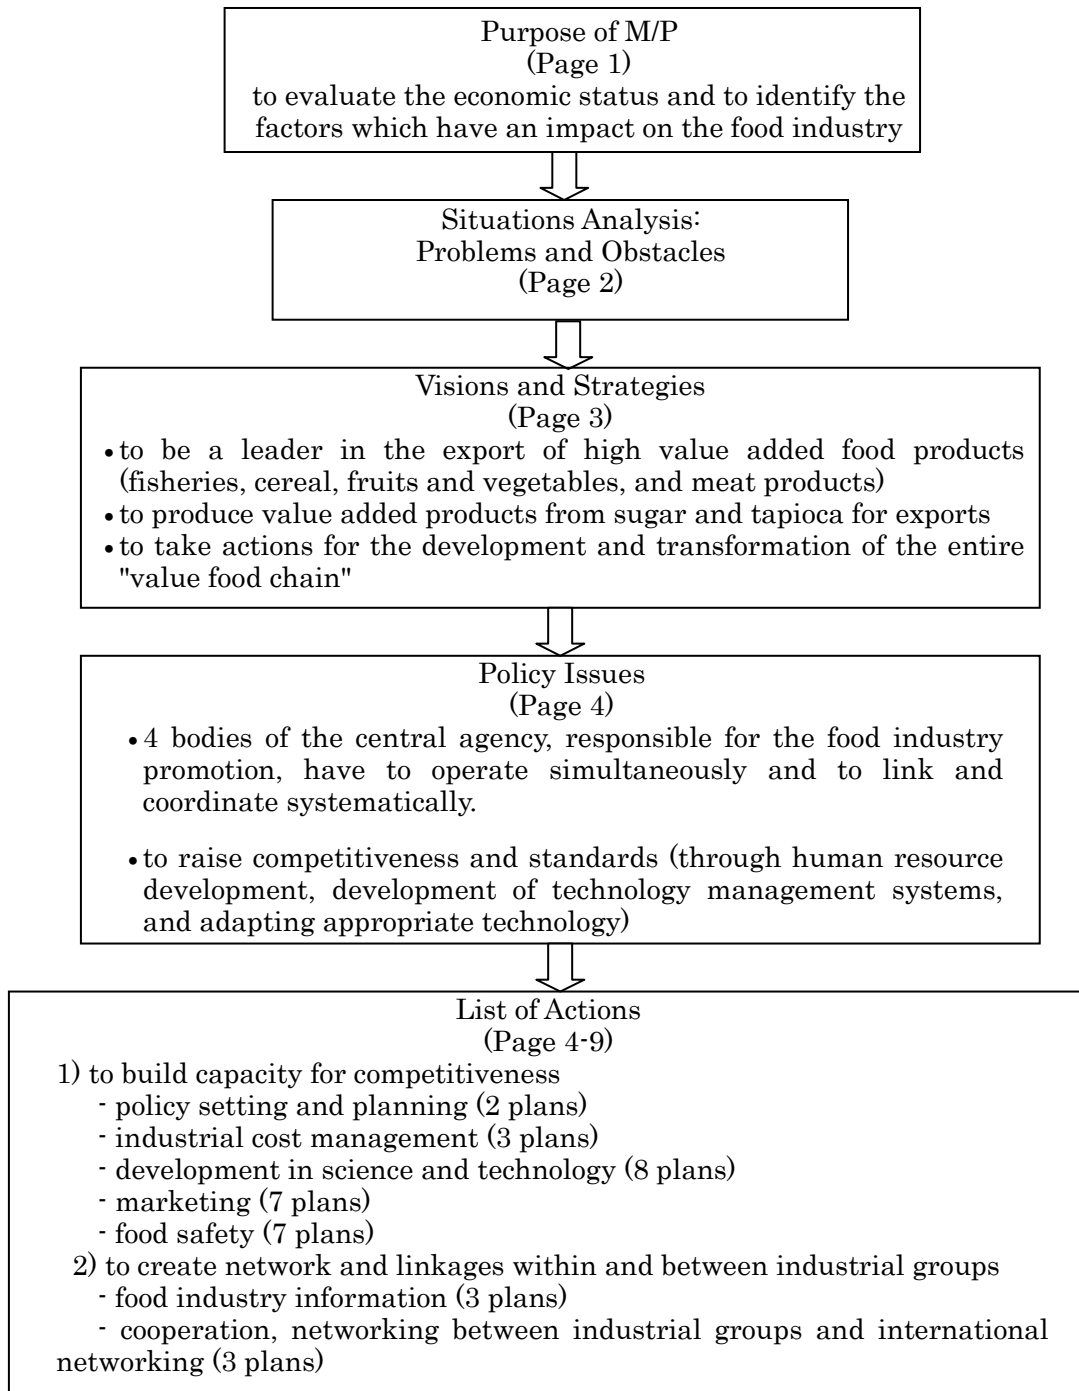 Purpose of M/P
(Page 1)
to evaluate the economic status and to identify the
factors which have an impact on the food industry
Situations Analysis:
Problems and Obstacles
(Page 2)
Visions and Strategies
(Page 3)
• to be a leader in the export of high value added food products
(fisheries, cereal, fruits and vegetables, and meat products)
• to produce value added products from sugar and tapioca for exports
• to take actions for the development and transformation of the entire
"value food chain"
Policy Issues
(Page 4)
• 4 bodies of the central agency, responsible for the food industry
promotion, have to operate simultaneously and to link and
coordinate systematically.
• to raise competitiveness and standards (through human resource
development, development of technology management systems,
and adapting appropriate technology)
List of Actions
(Page 4-9)
1) to build capacity for competitiveness
- policy setting and planning (2 plans)
- industrial cost management (3 plans)
- development in science and technology (8 plans)
- marketing (7 plans)
- food safety (7 plans)
2) to create network and linkages within and between industrial groups
- food industry information (3 plans)
- cooperation, networking between industrial groups and international
networking (3 plans)